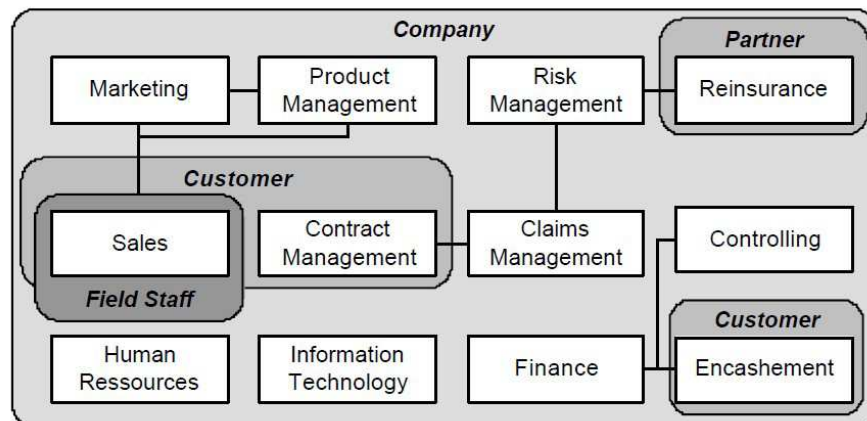 Company
Partner
Marketing
Product
Management
Risk
Management
Reinsurance
Customer
Sales
Contract
Management
Claims
Management
Controlling
Field Staff
Customer
Human
Ressources
Information
Technology
Finance
Encashement